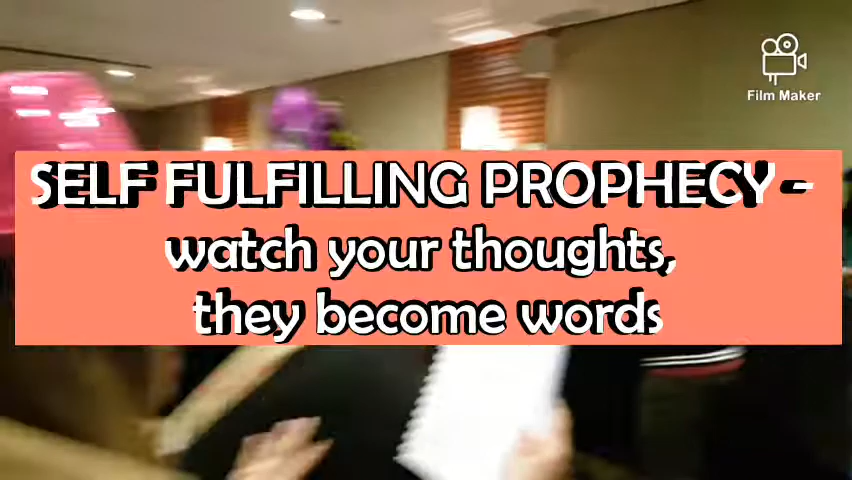 Film Maker
SELF FULFILLING PROPHECY -
watch your thoughts,
they become words